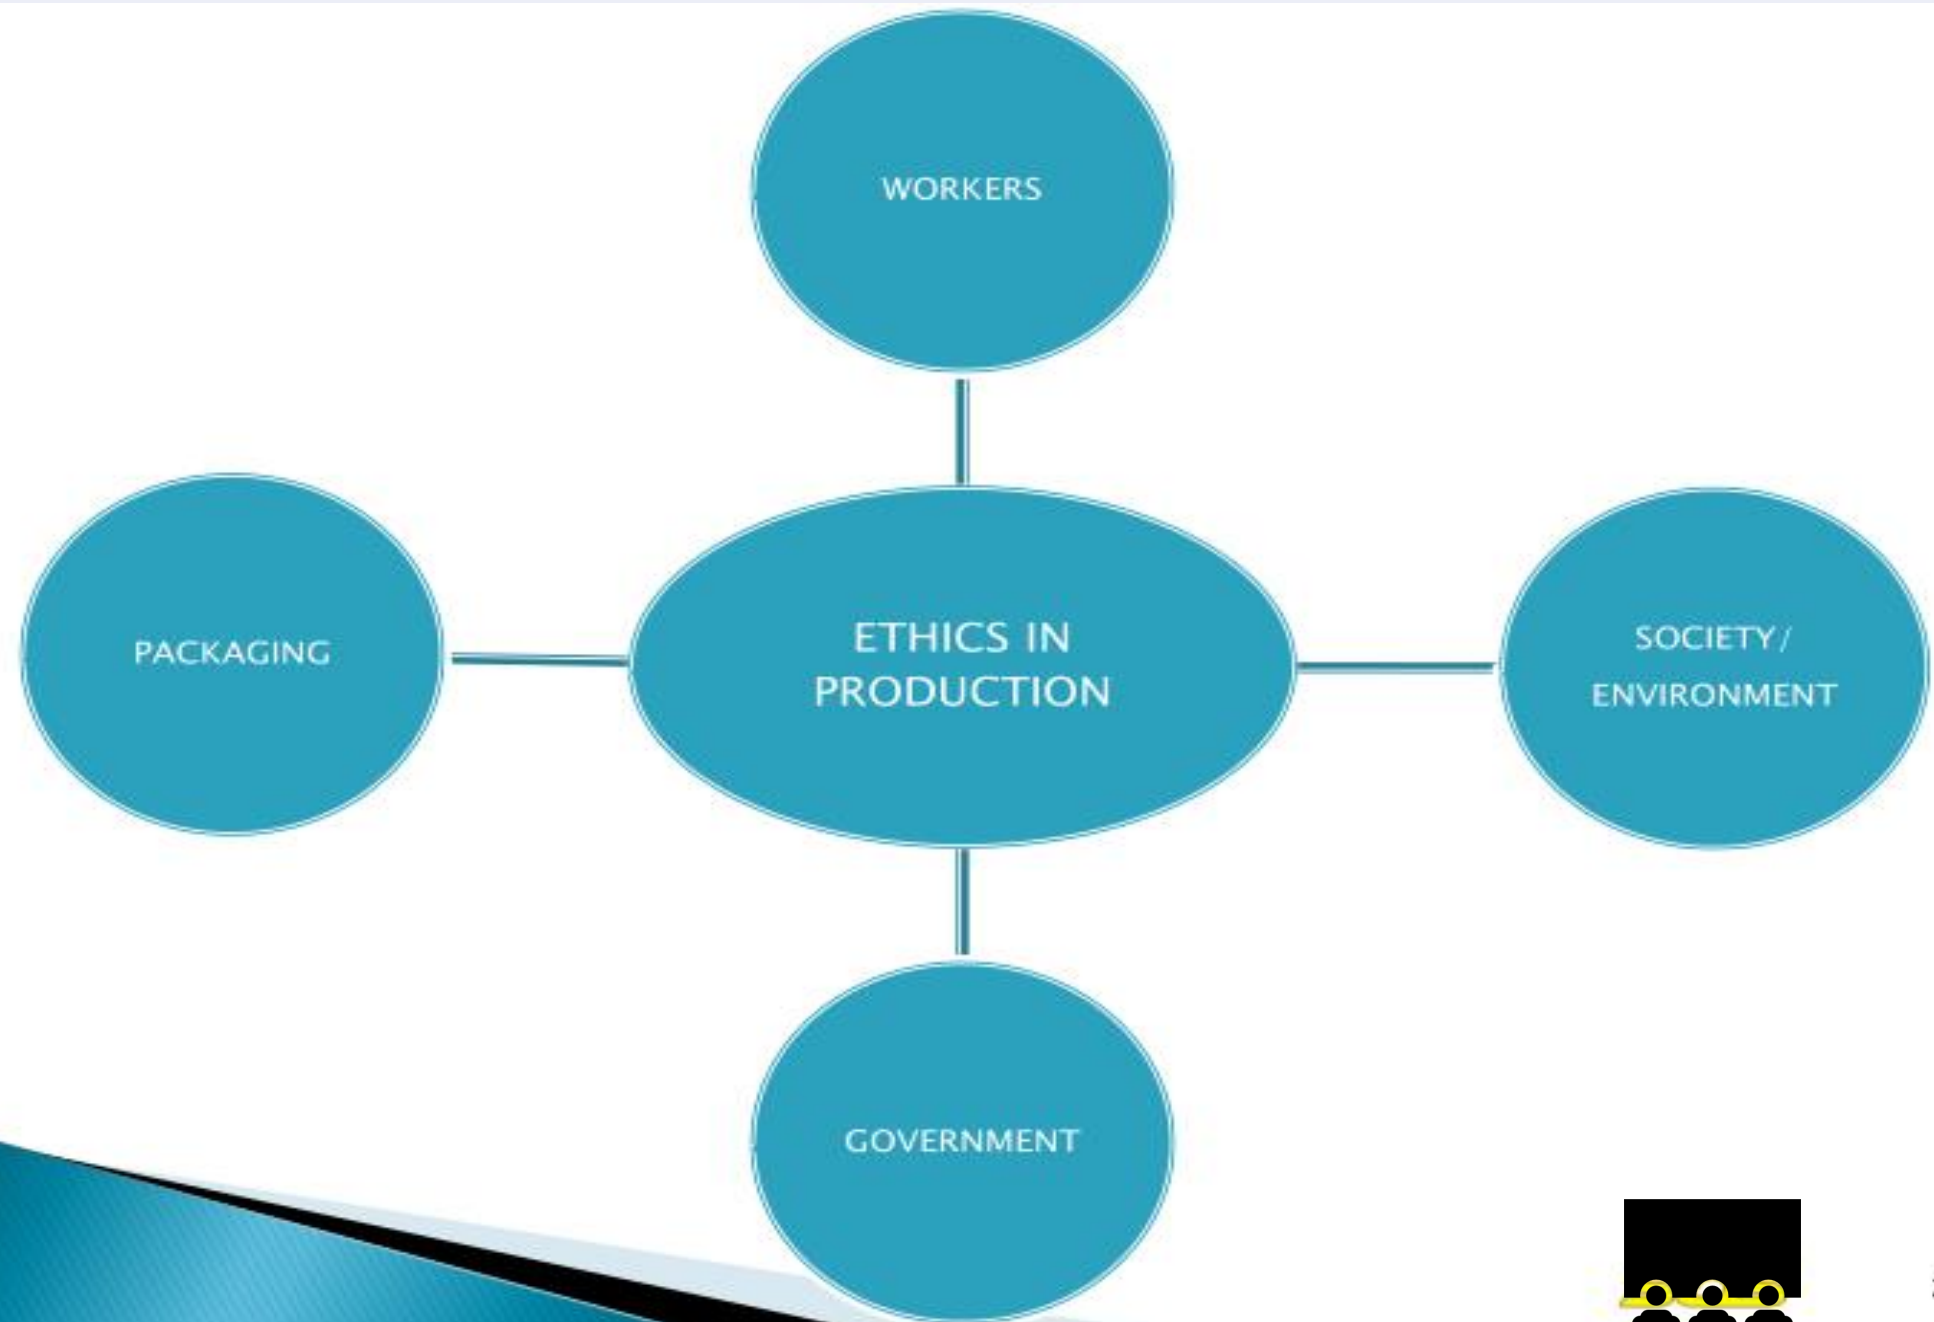 WORKERS
PACKAGING
ETHICS IN
PRODUCTION
SOCIETY/
ENVIRONMENT
GOVERNMENT